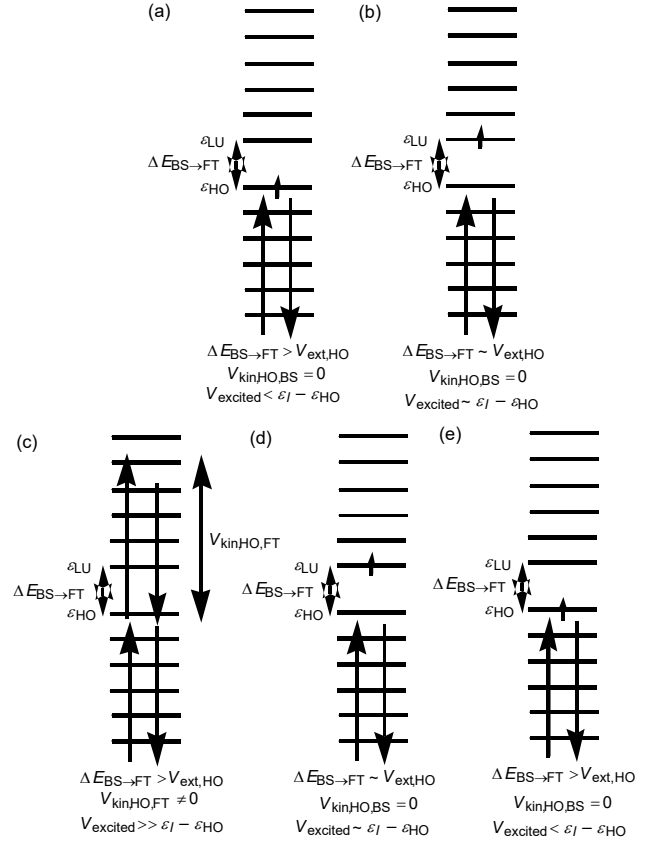 (a)
εLU
ΔEBS→FT
εHO
ΔEBS→FT > Vext,HO
Vkin,HO,BS = 0
Vexcited < εI − εHO
(b)
εLU
ΔEBS→FT
εHO
ΔEBS→FT ~ Vext,HO
Vkin,HO,BS = 0
Vexcited ~ εI − εHO
(c)
Vkin,HO,FT
εLU
ΔEBS→FT
εHO
ΔEBS→FT > Vext,HO
Vkin,HO,FT ≠ 0
Vexcited >> εI − εHO
(d)
εLU
ΔEBS→FT
εHO
ΔEBS→FT ~ Vext,HO
Vkin,HO,BS = 0
Vexcited ~ εI − εHO
(e)
εLU
ΔEBS→FT
εHO
ΔEBS→FT > Vext,HO
Vkin,HO,BS = 0
Vexcited < εI − εHO